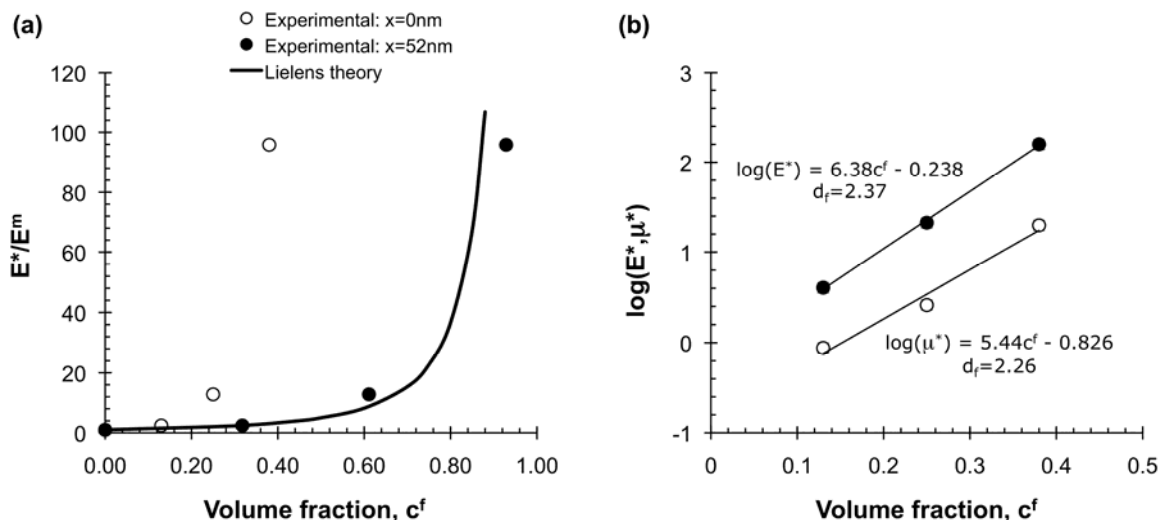 (a)
Experimental: x=0nm
Experimental: x=52nm
Lielens theory
E*/Eᵐ
120
100
80
60
40
20
0
0.00 0.20 0.40 0.60 0.80 1.00
Volume fraction, cᶠ
(b)
log(E*,μ*)
3
2
1
0
-1
log(E*) = 6.38cᶠ - 0.238
d_f=2.37
log(μ*) = 5.44cᶠ - 0.826
d_f=2.26
0 0.1 0.2 0.3 0.4 0.5
Volume fraction, cᶠ